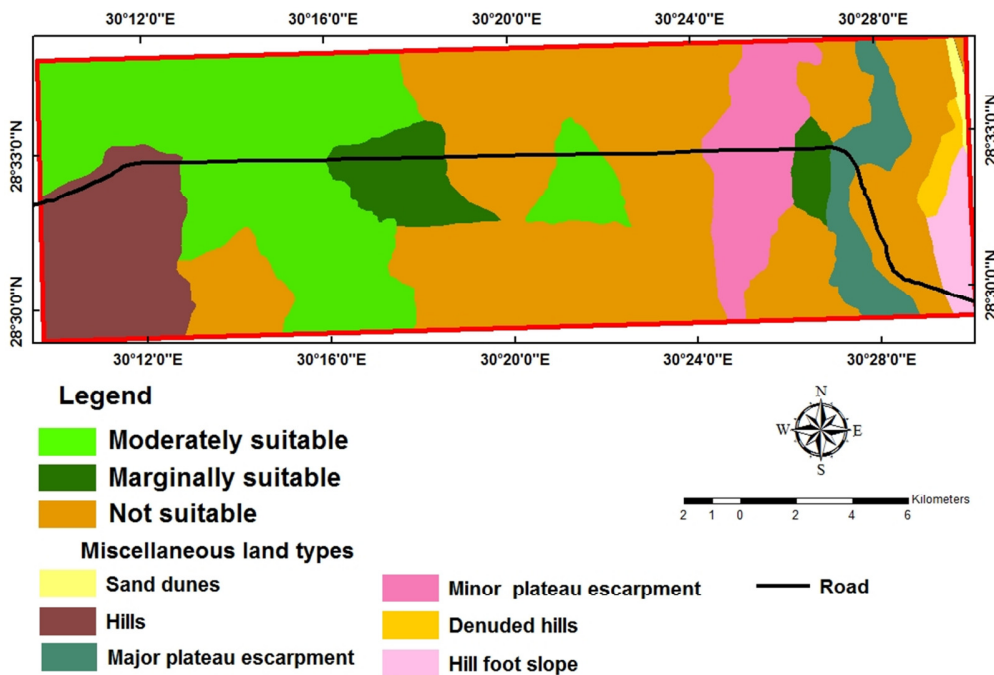 30°12'0"E 30°16'0"E 30°20'0"E 30°24'0"E 30°28'0"E
28°33'0"N
28°33'0"N
28°30'0"N
28°30'0"N
30°12'0"E 30°16'0"E 30°20'0"E 30°24'0"E 30°28'0"E
Legend
Moderately suitable
Marginally suitable
Not suitable
N
W E
S
Kilometers
2 1 0 2 4 6
Miscellaneous land types
Sand dunes
Hills
Major plateau escarpment
Minor plateau escarpment
Denuded hills
Hill foot slope
Road